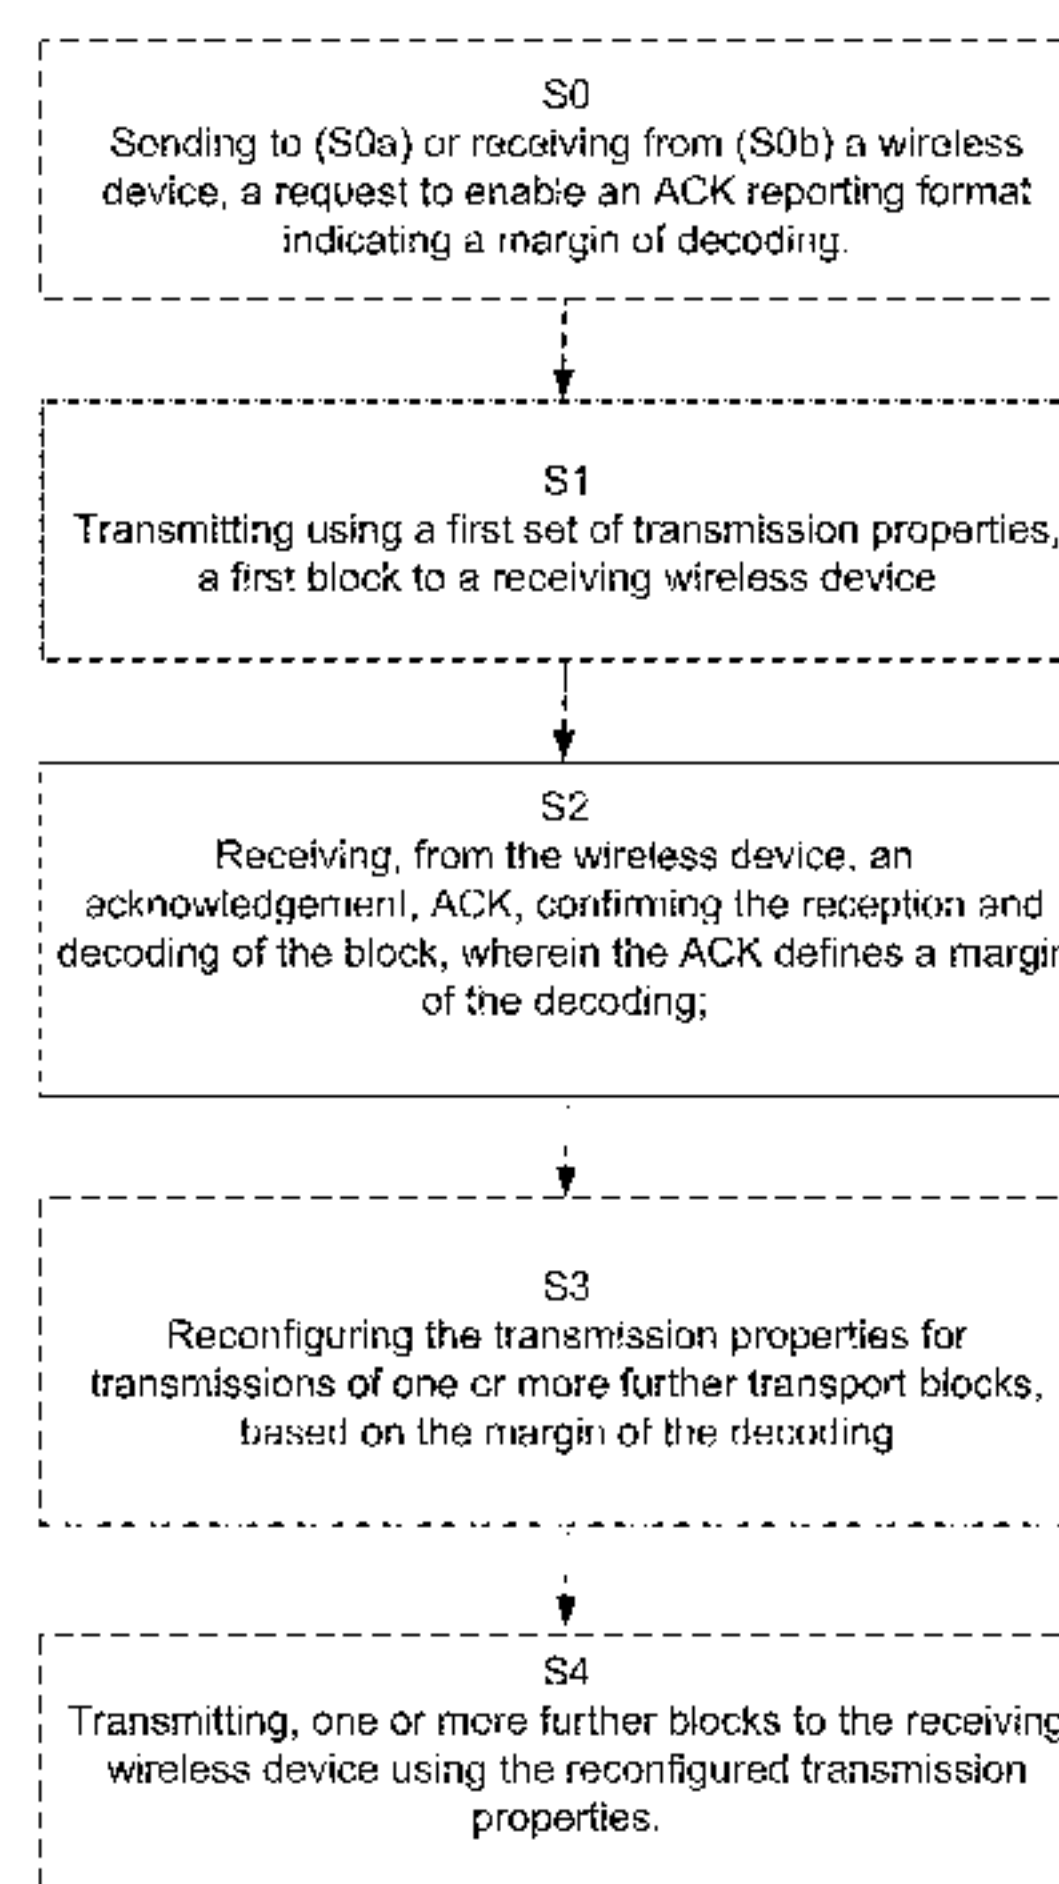 S0
Sending to (S0a) or receiving from (S0b) a wireless
device, a request to enable an ACK reporting format
indicating a margin of decoding.
S1
Transmitting using a first set of transmission properties,
a first block to a receiving wireless device
S2
Receiving, from the wireless device, an
acknowledgement, ACK, confirming the reception and
decoding of the block, wherein the ACK defines a margin
of the decoding;
S3
Reconfiguring the transmission properties for
transmissions of one or more further transport blocks,
based on the margin of the decoding
S4
Transmitting, one or more further blocks to the receiving
wireless device using the reconfigured transmission
properties.